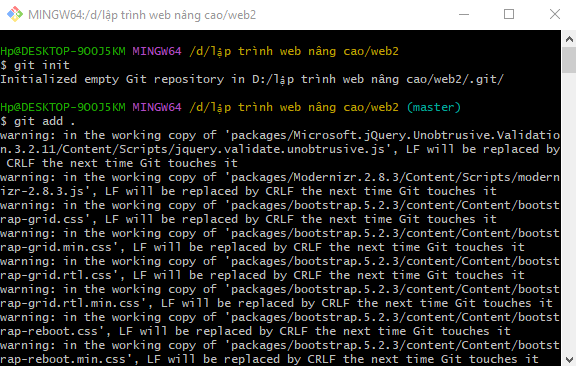 MINGW64:/d/lập trình web nâng cao/web2
Hp@DESKTOP-9OOJ5KM MINGW64 /d/lập trình web nâng cao/web2
$ git init
Initialized empty Git repository in D:/lập trình web nâng cao/web2/.git/
Hp@DESKTOP-9OOJ5KM MINGW64 /d/lập trình web nâng cao/web2 (master)
$ git add .
warning: in the working copy of 'packages/Microsoft.jQuery.Unobtrusive.Validatio
n.3.2.11/Content/Scripts/jquery.validate.unobtrusive.js', LF will be replaced by
 CRLF the next time Git touches it
warning: in the working copy of 'packages/Modernizr.2.8.3/Content/Scripts/modern
izr-2.8.3.js', LF will be replaced by CRLF the next time Git touches it
warning: in the working copy of 'packages/bootstrap.5.2.3/Content/Content/bootst
rap-grid.css', LF will be replaced by CRLF the next time Git touches it
warning: in the working copy of 'packages/bootstrap.5.2.3/Content/Content/bootst
rap-grid.min.css', LF will be replaced by CRLF the next time Git touches it
warning: in the working copy of 'packages/bootstrap.5.2.3/Content/Content/bootst
rap-grid.rtl.css', LF will be replaced by CRLF the next time Git touches it
warning: in the working copy of 'packages/bootstrap.5.2.3/Content/Content/bootst
rap-grid.rtl.min.css', LF will be replaced by CRLF the next time Git touches it
warning: in the working copy of 'packages/bootstrap.5.2.3/Content/Content/bootst
rap-reboot.css', LF will be replaced by CRLF the next time Git touches it
warning: in the working copy of 'packages/bootstrap.5.2.3/Content/Content/bootst
rap-reboot.min.css', LF will be replaced by CRLF the next time Git touches it